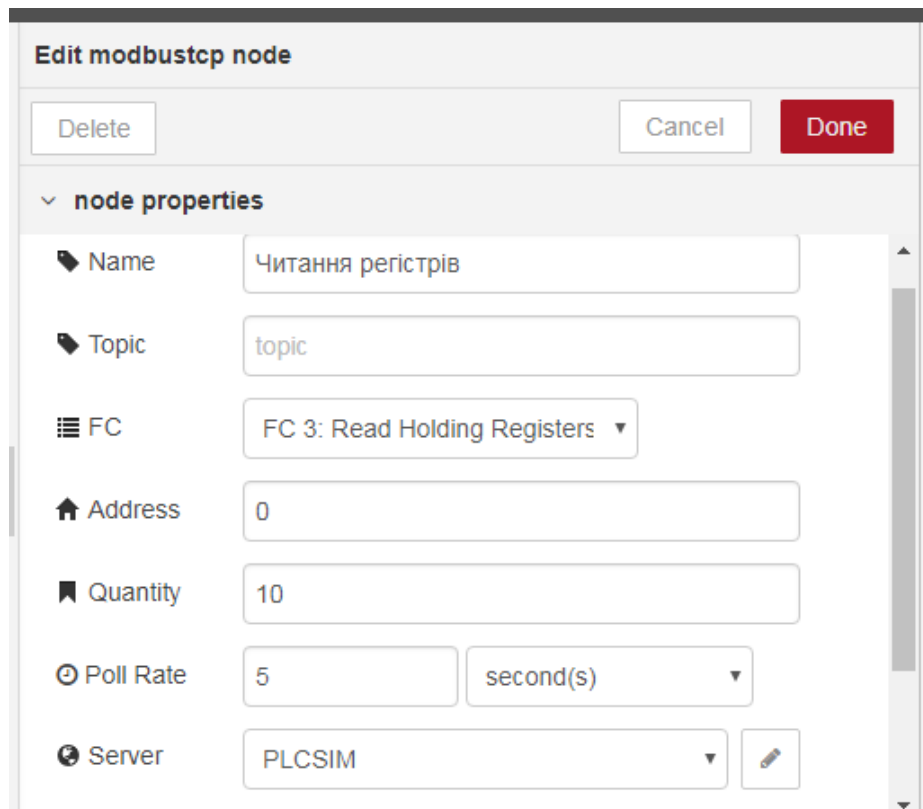 Edit modbustcp node
Delete
Cancel
Done
node properties
Name
Читання регістрів
Topic
topic
FC
FC 3: Read Holding Registers
Address
0
Quantity
10
Poll Rate
5
second(s)
Server
PLCSIM